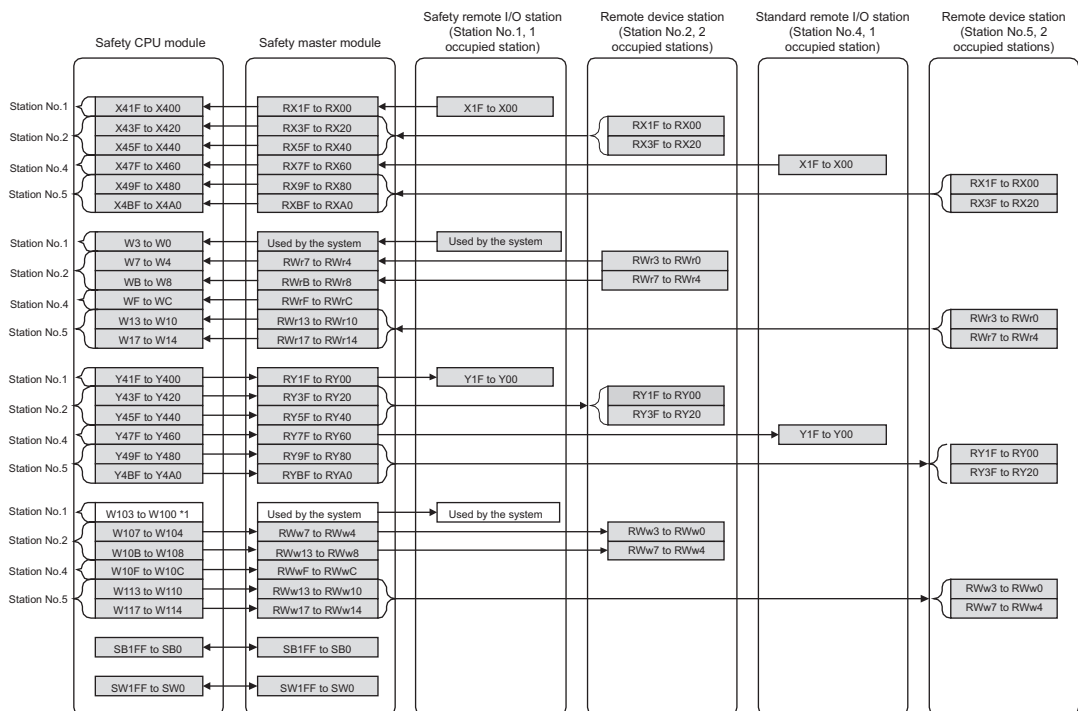 Safety CPU module
Safety master module
Safety remote I/O station
(Station No.1, 1
occupied station)
Remote device station
(Station No.2, 2
occupied stations)
Standard remote I/O station
(Station No.4, 1
occupied station)
Remote device station
(Station No.5, 2
occupied stations)
Station No.1 X41F to X400 RX1F to RX00 X1F to X00
Station No.2 X43F to X420 RX3F to RX20 RX1F to RX00
X45F to X440 RX5F to RX40 RX3F to RX20
Station No.4 X47F to X460 RX7F to RX60 X1F to X00
Station No.5 X49F to X480 RX9F to RX80 RX1F to RX00
X4BF to X4A0 RXBF to RXA0 RX3F to RX20
Station No.1 W3 to W0 Used by the system Used by the system
Station No.2 W7 to W4 RWr7 to RWr4 RWr3 to RWr0
WB to W8 RWrB to RWr8 RWr7 to RWr4
Station No.4 WF to WC RWrF to RWrC
Station No.5 W13 to W10 RWr13 to RWr10 RWr3 to RWr0
W17 to W14 RWr17 to RWr14 RWr7 to RWr4
Station No.1 Y41F to Y400 RY1F to RY00 Y1F to Y00
Station No.2 Y43F to Y420 RY3F to RY20 RY1F to RY00
Y45F to Y440 RY5F to RY40 RY3F to RY20
Station No.4 Y47F to Y460 RY7F to RY60 Y1F to Y00
Station No.5 Y49F to Y480 RY9F to RY80 RY1F to RY00
Y4BF to Y4A0 RYBF to RYA0 RY3F to RY20
Station No.1 W103 to W100 *1 Used by the system Used by the system
Station No.2 W107 to W104 RWw7 to RWw4 RWw3 to RWw0
W10B to W108 RWw13 to RWw8 RWw7 to RWw4
Station No.4 W10F to W10C RWwF to RWwC
Station No.5 W113 to W110 RWw13 to RWw10 RWw3 to RWw0
W117 to W114 RWw17 to RWw14 RWw7 to RWw4
SB1FF to SB0 SB1FF to SB0
SW1FF to SW0 SW1FF to SW0